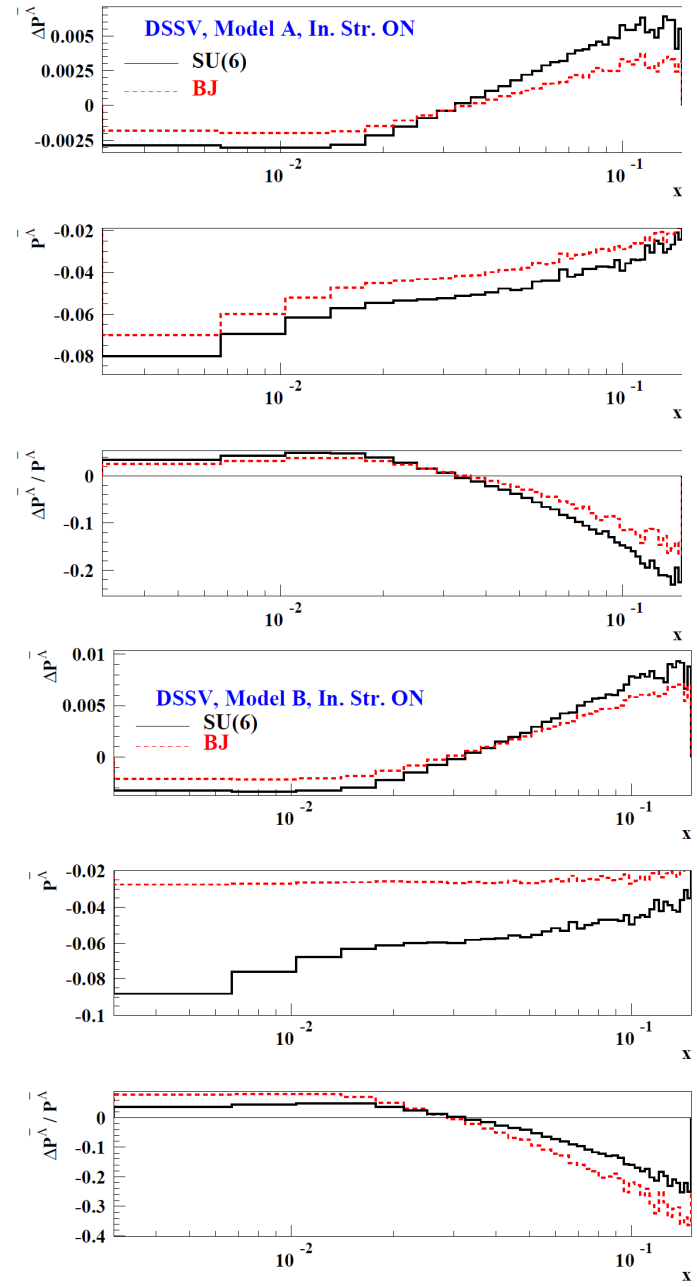 ΔP^Λ̅
DSSV, Model A, In. Str. ON
SU(6)
BJ
0.005
0.0025
0
-0.0025
10^-2
10^-1
x
P^Λ̅
-0.02
-0.04
-0.06
-0.08
10^-2
10^-1
x
ΔP^Λ̅ / P^Λ̅
0
-0.1
-0.2
10^-2
10^-1
x
ΔP^Λ̅
0.01
DSSV, Model B, In. Str. ON
0.005
SU(6)
BJ
0
10^-2
10^-1
x
P^Λ̅
-0.02
-0.04
-0.06
-0.08
-0.1
10^-2
10^-1
x
ΔP^Λ̅ / P^Λ̅
0
-0.1
-0.2
-0.3
-0.4
10^-2
10^-1
x